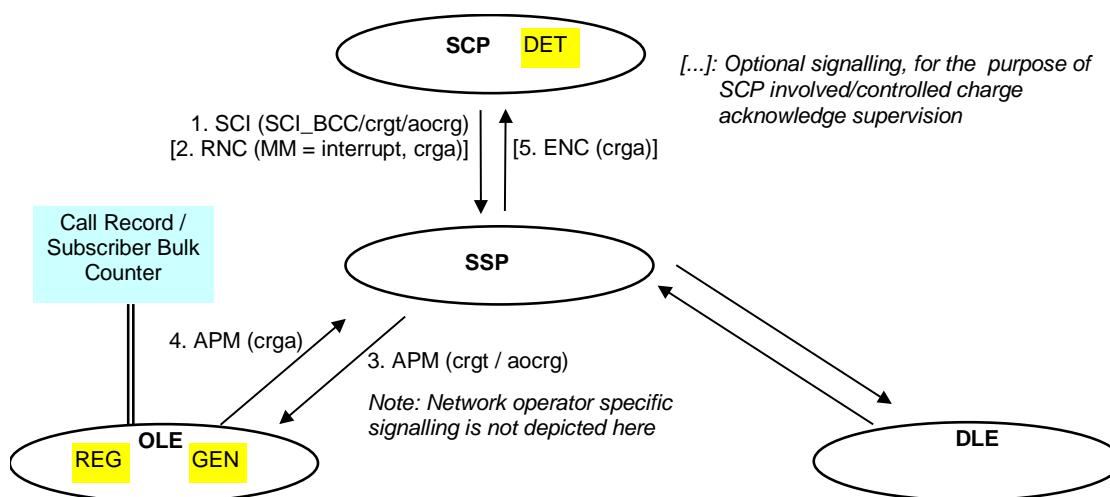 SCP DET
[...]: Optional signalling, for the purpose of
SCP involved/controlled charge
acknowledge supervision
1. SCI (SCI_BCC/crgt/aocrg)
[2. RNC (MM = interrupt, crga)]
[5. ENC (crga)]
Call Record /
Subscriber Bulk
Counter
SSP
4. APM (crga)
3. APM (crgt / aocrg)
Note: Network operator specific
signalling is not depicted here
OLE
REG GEN
DLE